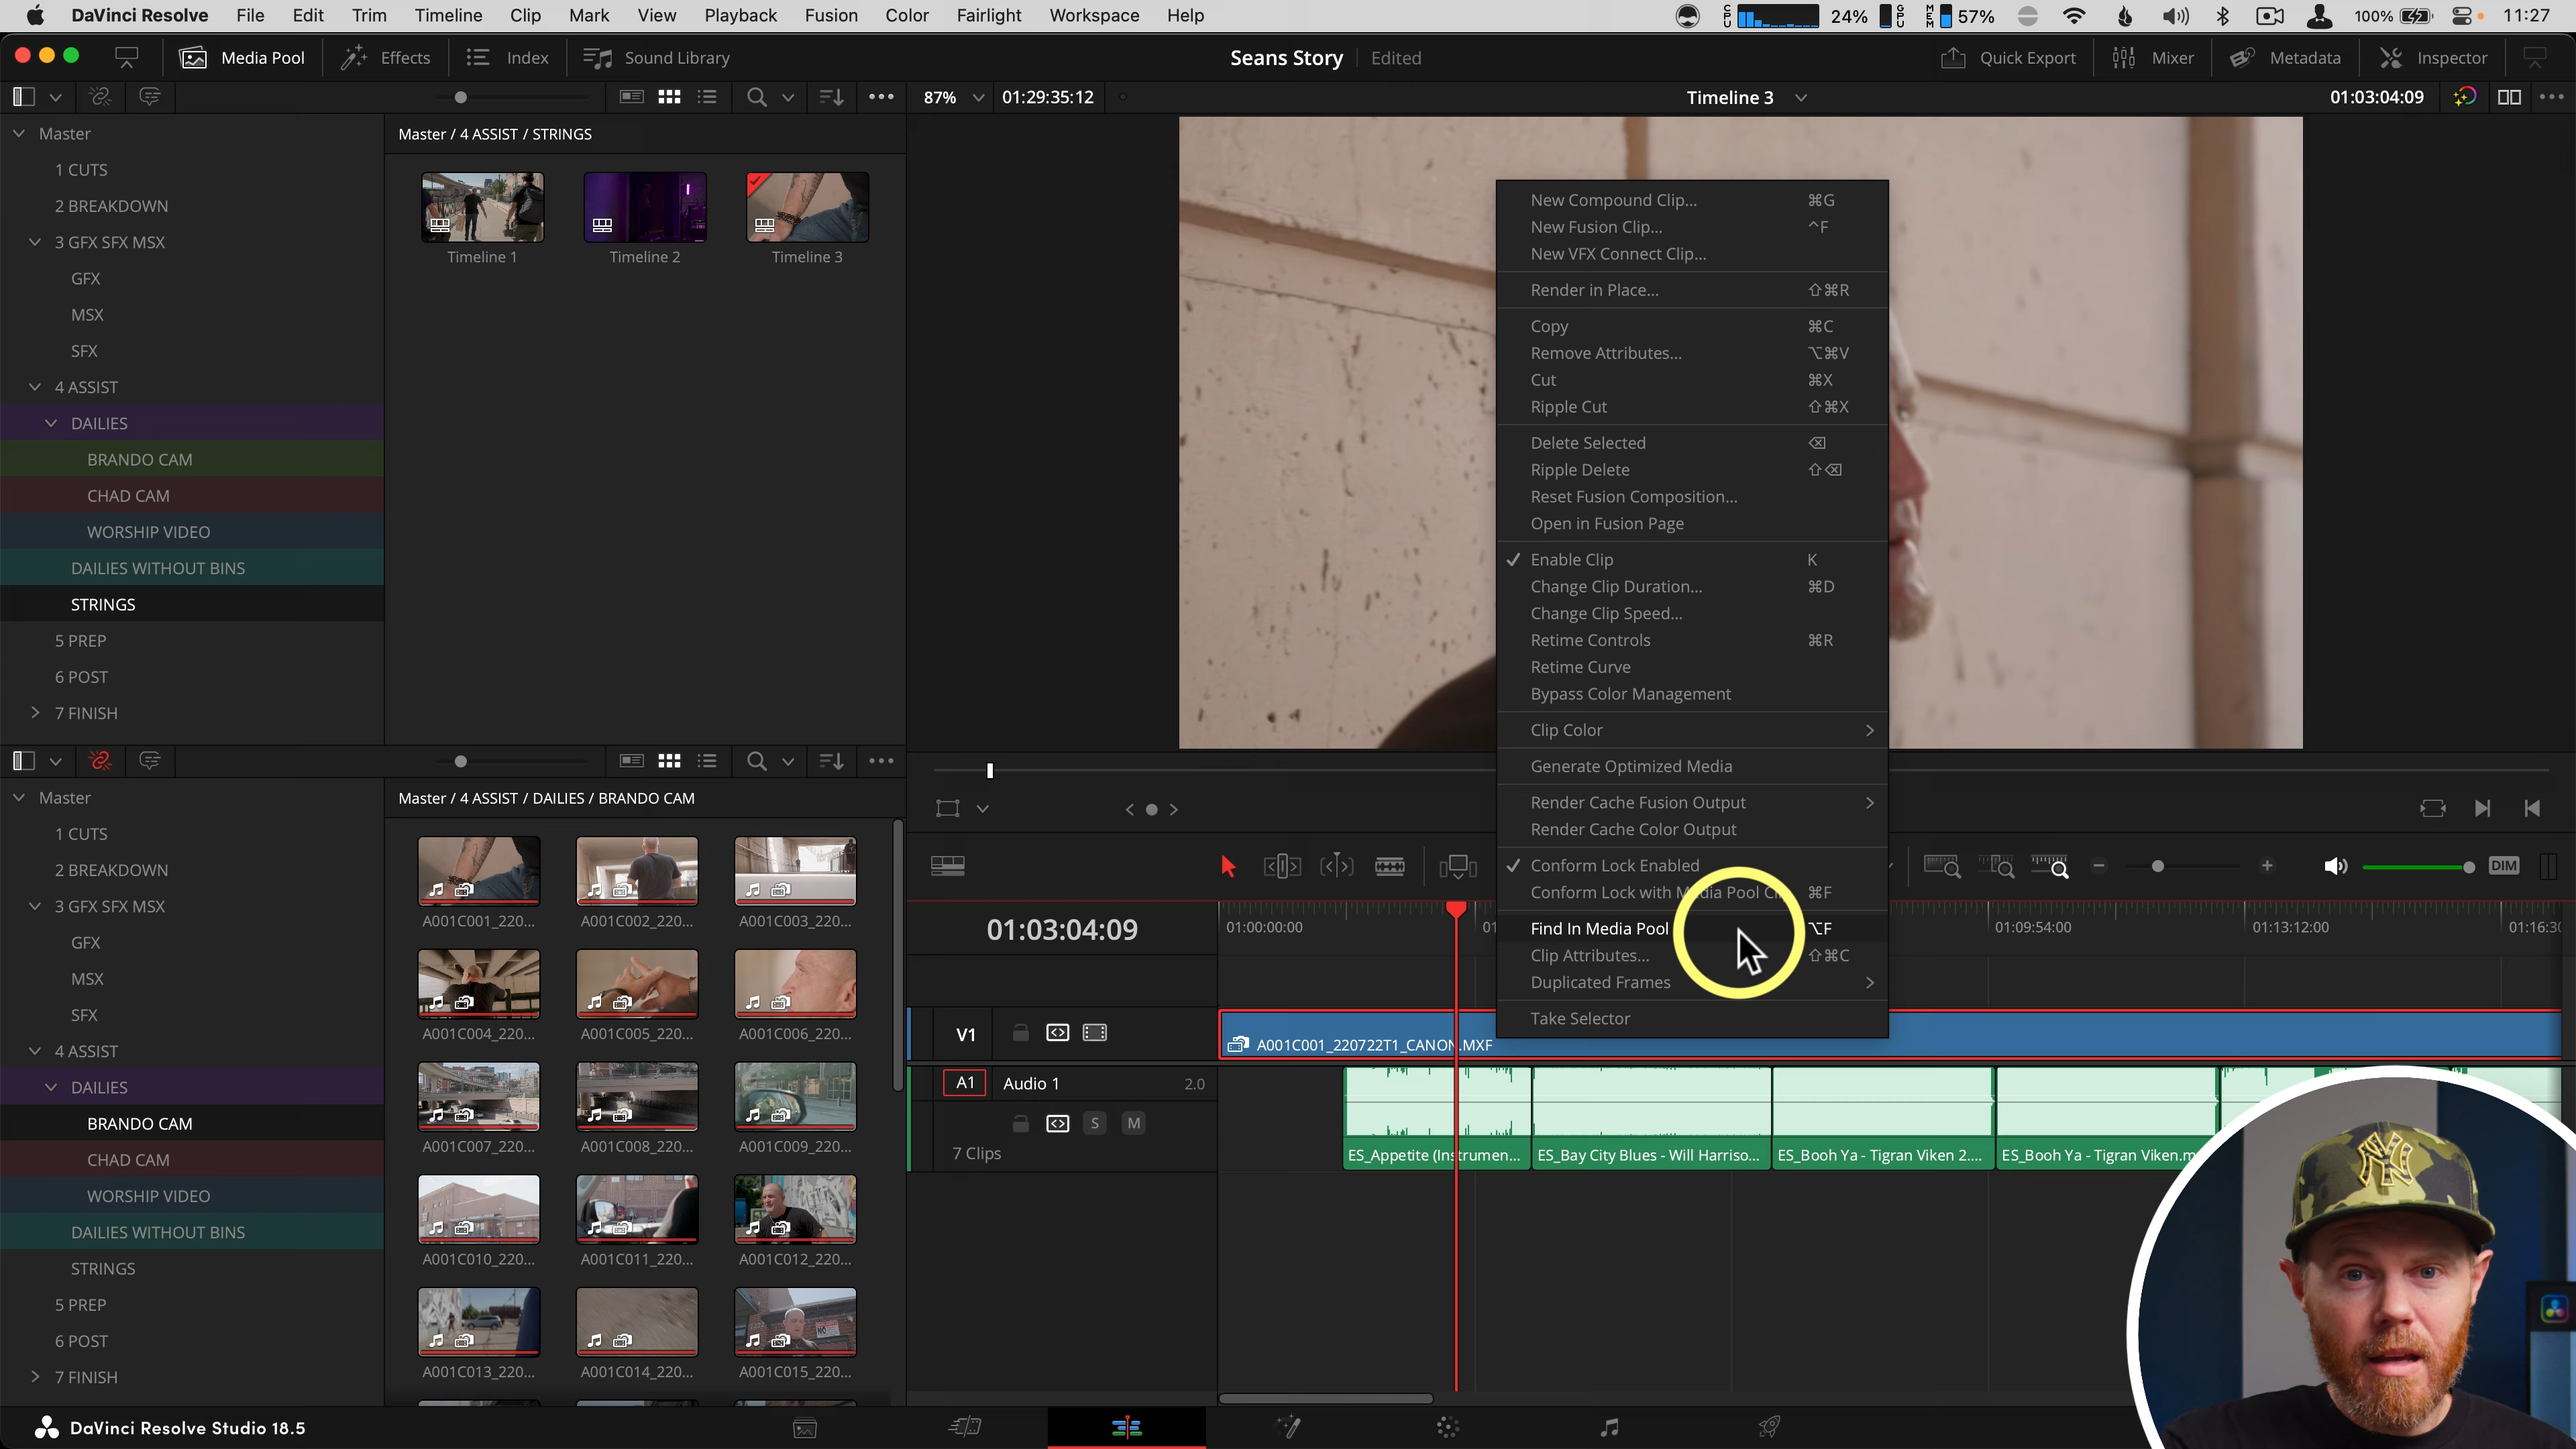 DaVinci Resolve File Edit Trim Timeline Clip Mark View Playback Fusion Color Fairlight Workspace Help
CPU 24% GPU MEM 57% 100% 11:27
Media Pool Effects Index Sound Library
Seans Story Edited
Quick Export Mixer Metadata Inspector
87% 01:29:35:12 Timeline 3 01:03:04:09
Master
1 CUTS
2 BREAKDOWN
3 GFX SFX MSX
GFX
MSX
SFX
4 ASSIST
DAILIES
BRANDO CAM
CHAD CAM
WORSHIP VIDEO
DAILIES WITHOUT BINS
STRINGS
5 PREP
6 POST
7 FINISH
Master / 4 ASSIST / STRINGS
Timeline 1 Timeline 2 Timeline 3
New Compound Clip... ⌘G
New Fusion Clip... ^F
New VFX Connect Clip...
Render in Place... ⇧⌘R
Copy ⌘C
Remove Attributes... ⌥⌘V
Cut ⌘X
Ripple Cut ⇧⌘X
Delete Selected ⌫
Ripple Delete ⇧⌫
Reset Fusion Composition...
Open in Fusion Page
✓ Enable Clip K
Change Clip Duration... ⌘D
Change Clip Speed...
Retime Controls ⌘R
Retime Curve
Bypass Color Management
Clip Color
Generate Optimized Media
Render Cache Fusion Output
Render Cache Color Output
✓ Conform Lock Enabled
Conform Lock with Media Pool ⌘F
Find In Media Pool ⌥F
Clip Attributes... ⇧⌘C
Duplicated Frames
Take Selector
Master
1 CUTS
2 BREAKDOWN
3 GFX SFX MSX
GFX
MSX
SFX
4 ASSIST
DAILIES
BRANDO CAM
CHAD CAM
WORSHIP VIDEO
DAILIES WITHOUT BINS
STRINGS
5 PREP
6 POST
7 FINISH
Master / 4 ASSIST / DAILIES / BRANDO CAM
A001C001_220... A001C002_220... A001C003_220...
A001C004_220... A001C005_220... A001C006_220...
A001C007_220... A001C008_220... A001C009_220...
A001C010_220... A001C011_220... A001C012_220...
A001C013_220... A001C014_220... A001C015_220...
DIM
01:03:04:09
01:00:00:00 01:09:54:00 01:13:12:00
V1
A001C001_220722T1_CANON.MXF
A1 Audio 1 2.0
S M
7 Clips
ES_Appetite (Instrumen... ES_Bay City Blues - Will Harriso... ES_Booh Ya - Tigran Viken 2.... ES_Booh Ya - Tigran Viken.m
NY
DaVinci Resolve Studio 18.5